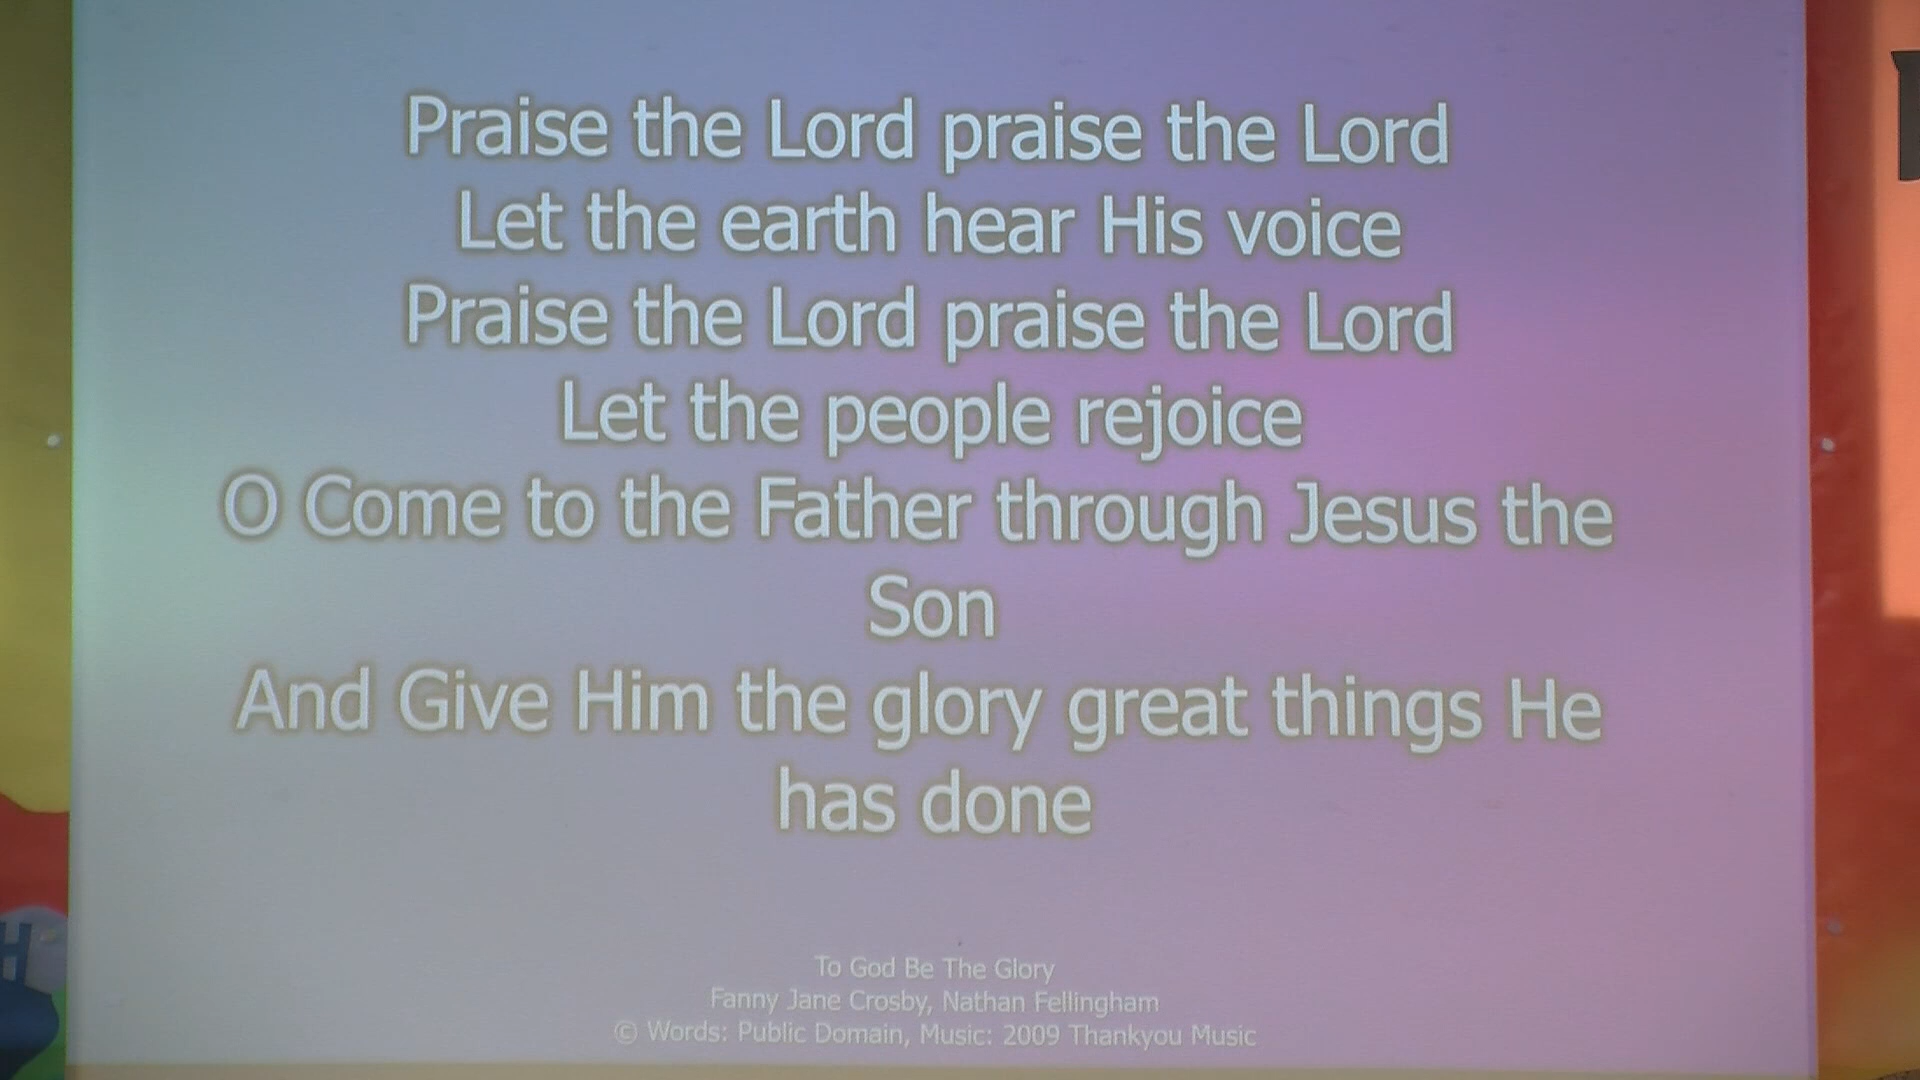 Praise the Lord praise the Lord
Let the earth hear His voice
Praise the Lord praise the Lord
Let the people rejoice
O Come to the Father through Jesus the
Son
And Give Him the glory great things He
has done
To God Be The Glory
Fanny Jane Crosby, Nathan Fellingham
© Words: Public Domain, Music: 2009 Thankyou Music
H